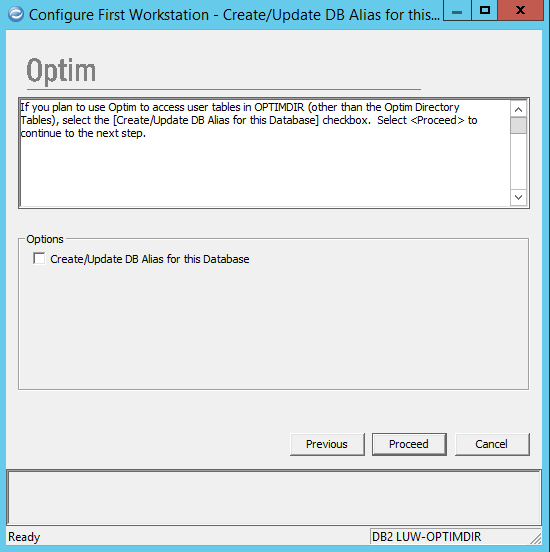 Configure First Workstation - Create/Update DB Alias for this...
Optim
If you plan to use Optim to access user tables in OPTIMDIR (other than the Optim Directory
Tables), select the [Create/Update DB Alias for this Database] checkbox.  Select <Proceed> to
continue to the next step.
Options
Create/Update DB Alias for this Database
Previous
Proceed
Cancel
Ready
DB2 LUW-OPTIMDIR